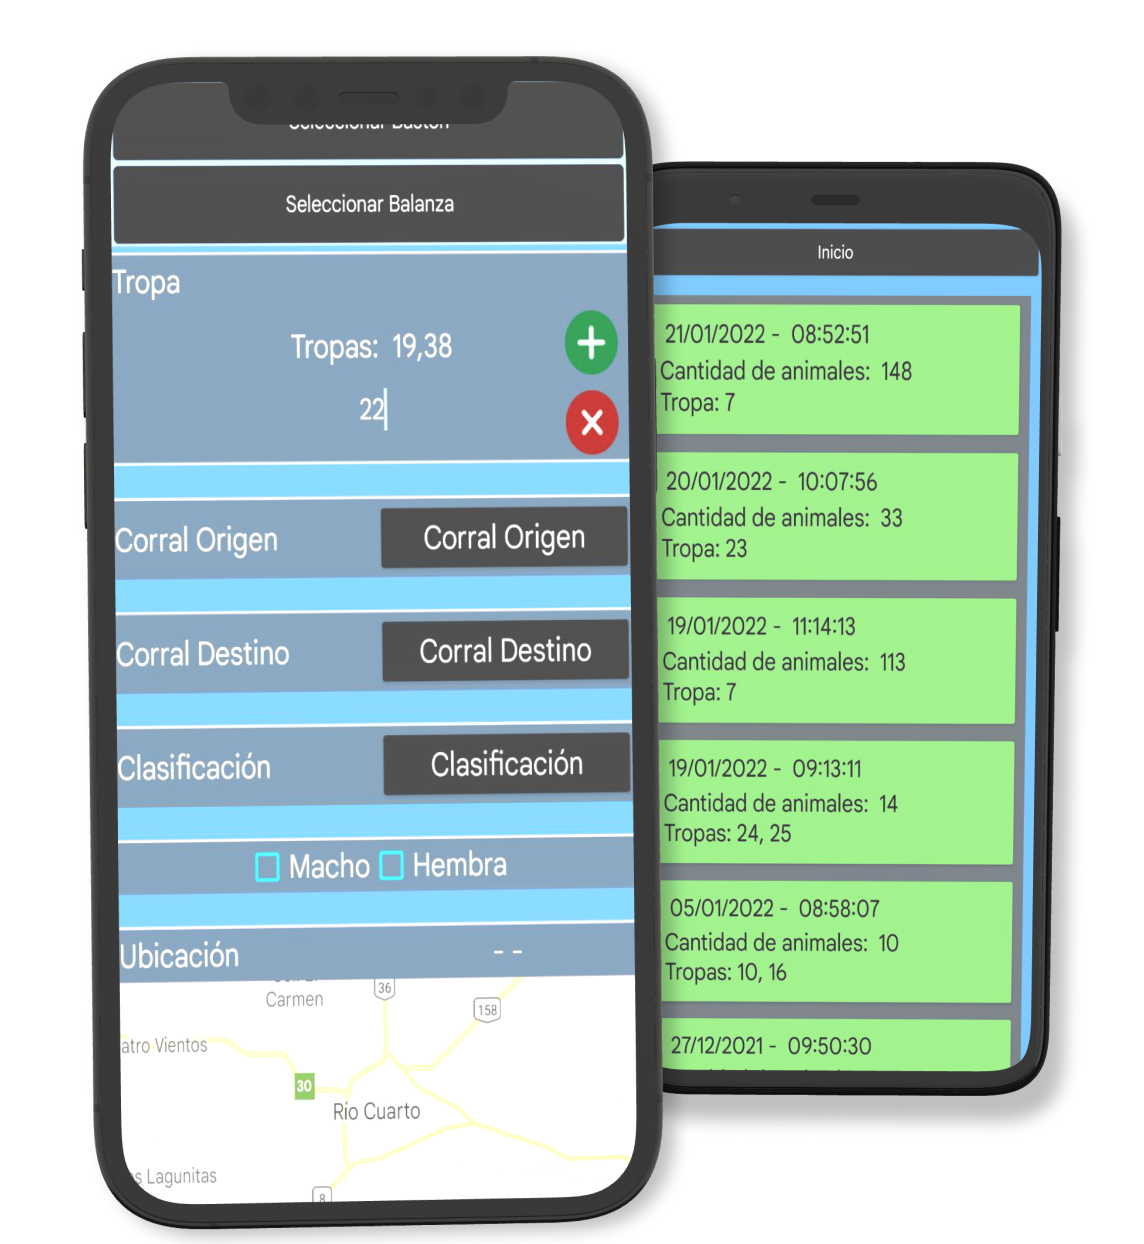 Seleccionar Bastón
Seleccionar Balanza
Tropa
Tropas: 19,38
22
Corral Origen
Corral Origen
Corral Destino
Corral Destino
Clasificación
Clasificación
Macho
Hembra
Ubicación
- -
Carmen
36
158
atro Vientos
30
Río Cuarto
s Lagunitas
8
Inicio
21/01/2022 - 08:52:51
Cantidad de animales: 148
Tropa: 7
20/01/2022 - 10:07:56
Cantidad de animales: 33
Tropa: 23
19/01/2022 - 11:14:13
Cantidad de animales: 113
Tropa: 7
19/01/2022 - 09:13:11
Cantidad de animales: 14
Tropas: 24, 25
05/01/2022 - 08:58:07
Cantidad de animales: 10
Tropas: 10, 16
27/12/2021 - 09:50:30